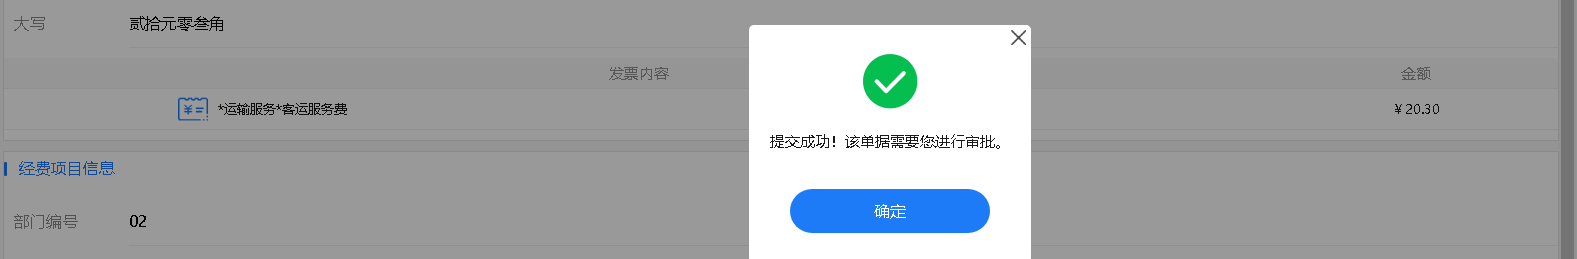 大写 贰拾元零叁角
发票内容 金额
*运输服务*客运服务费 ￥20.30
提交成功！该单据需要您进行审批。
经费项目信息
确定
部门编号 02